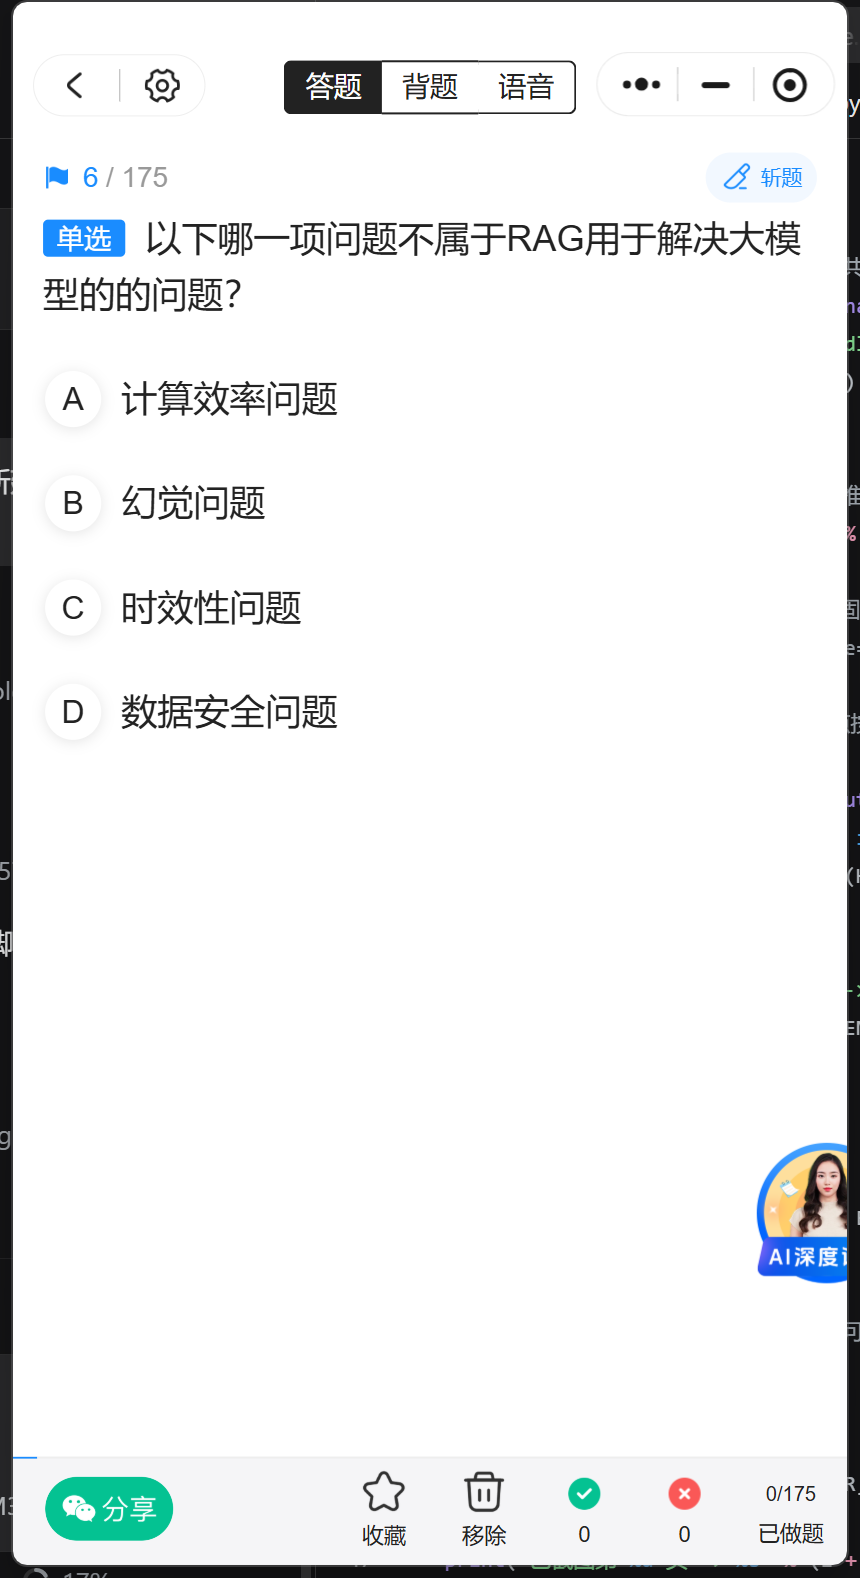 答题 背题 语音
6 / 175
斩题
单选 以下哪一项问题不属于RAG用于解决大模
型的的问题?
A 计算效率问题
B 幻觉问题
C 时效性问题
D 数据安全问题
AI深度
分享
收藏
移除
0
0
0/175
已做题
17%